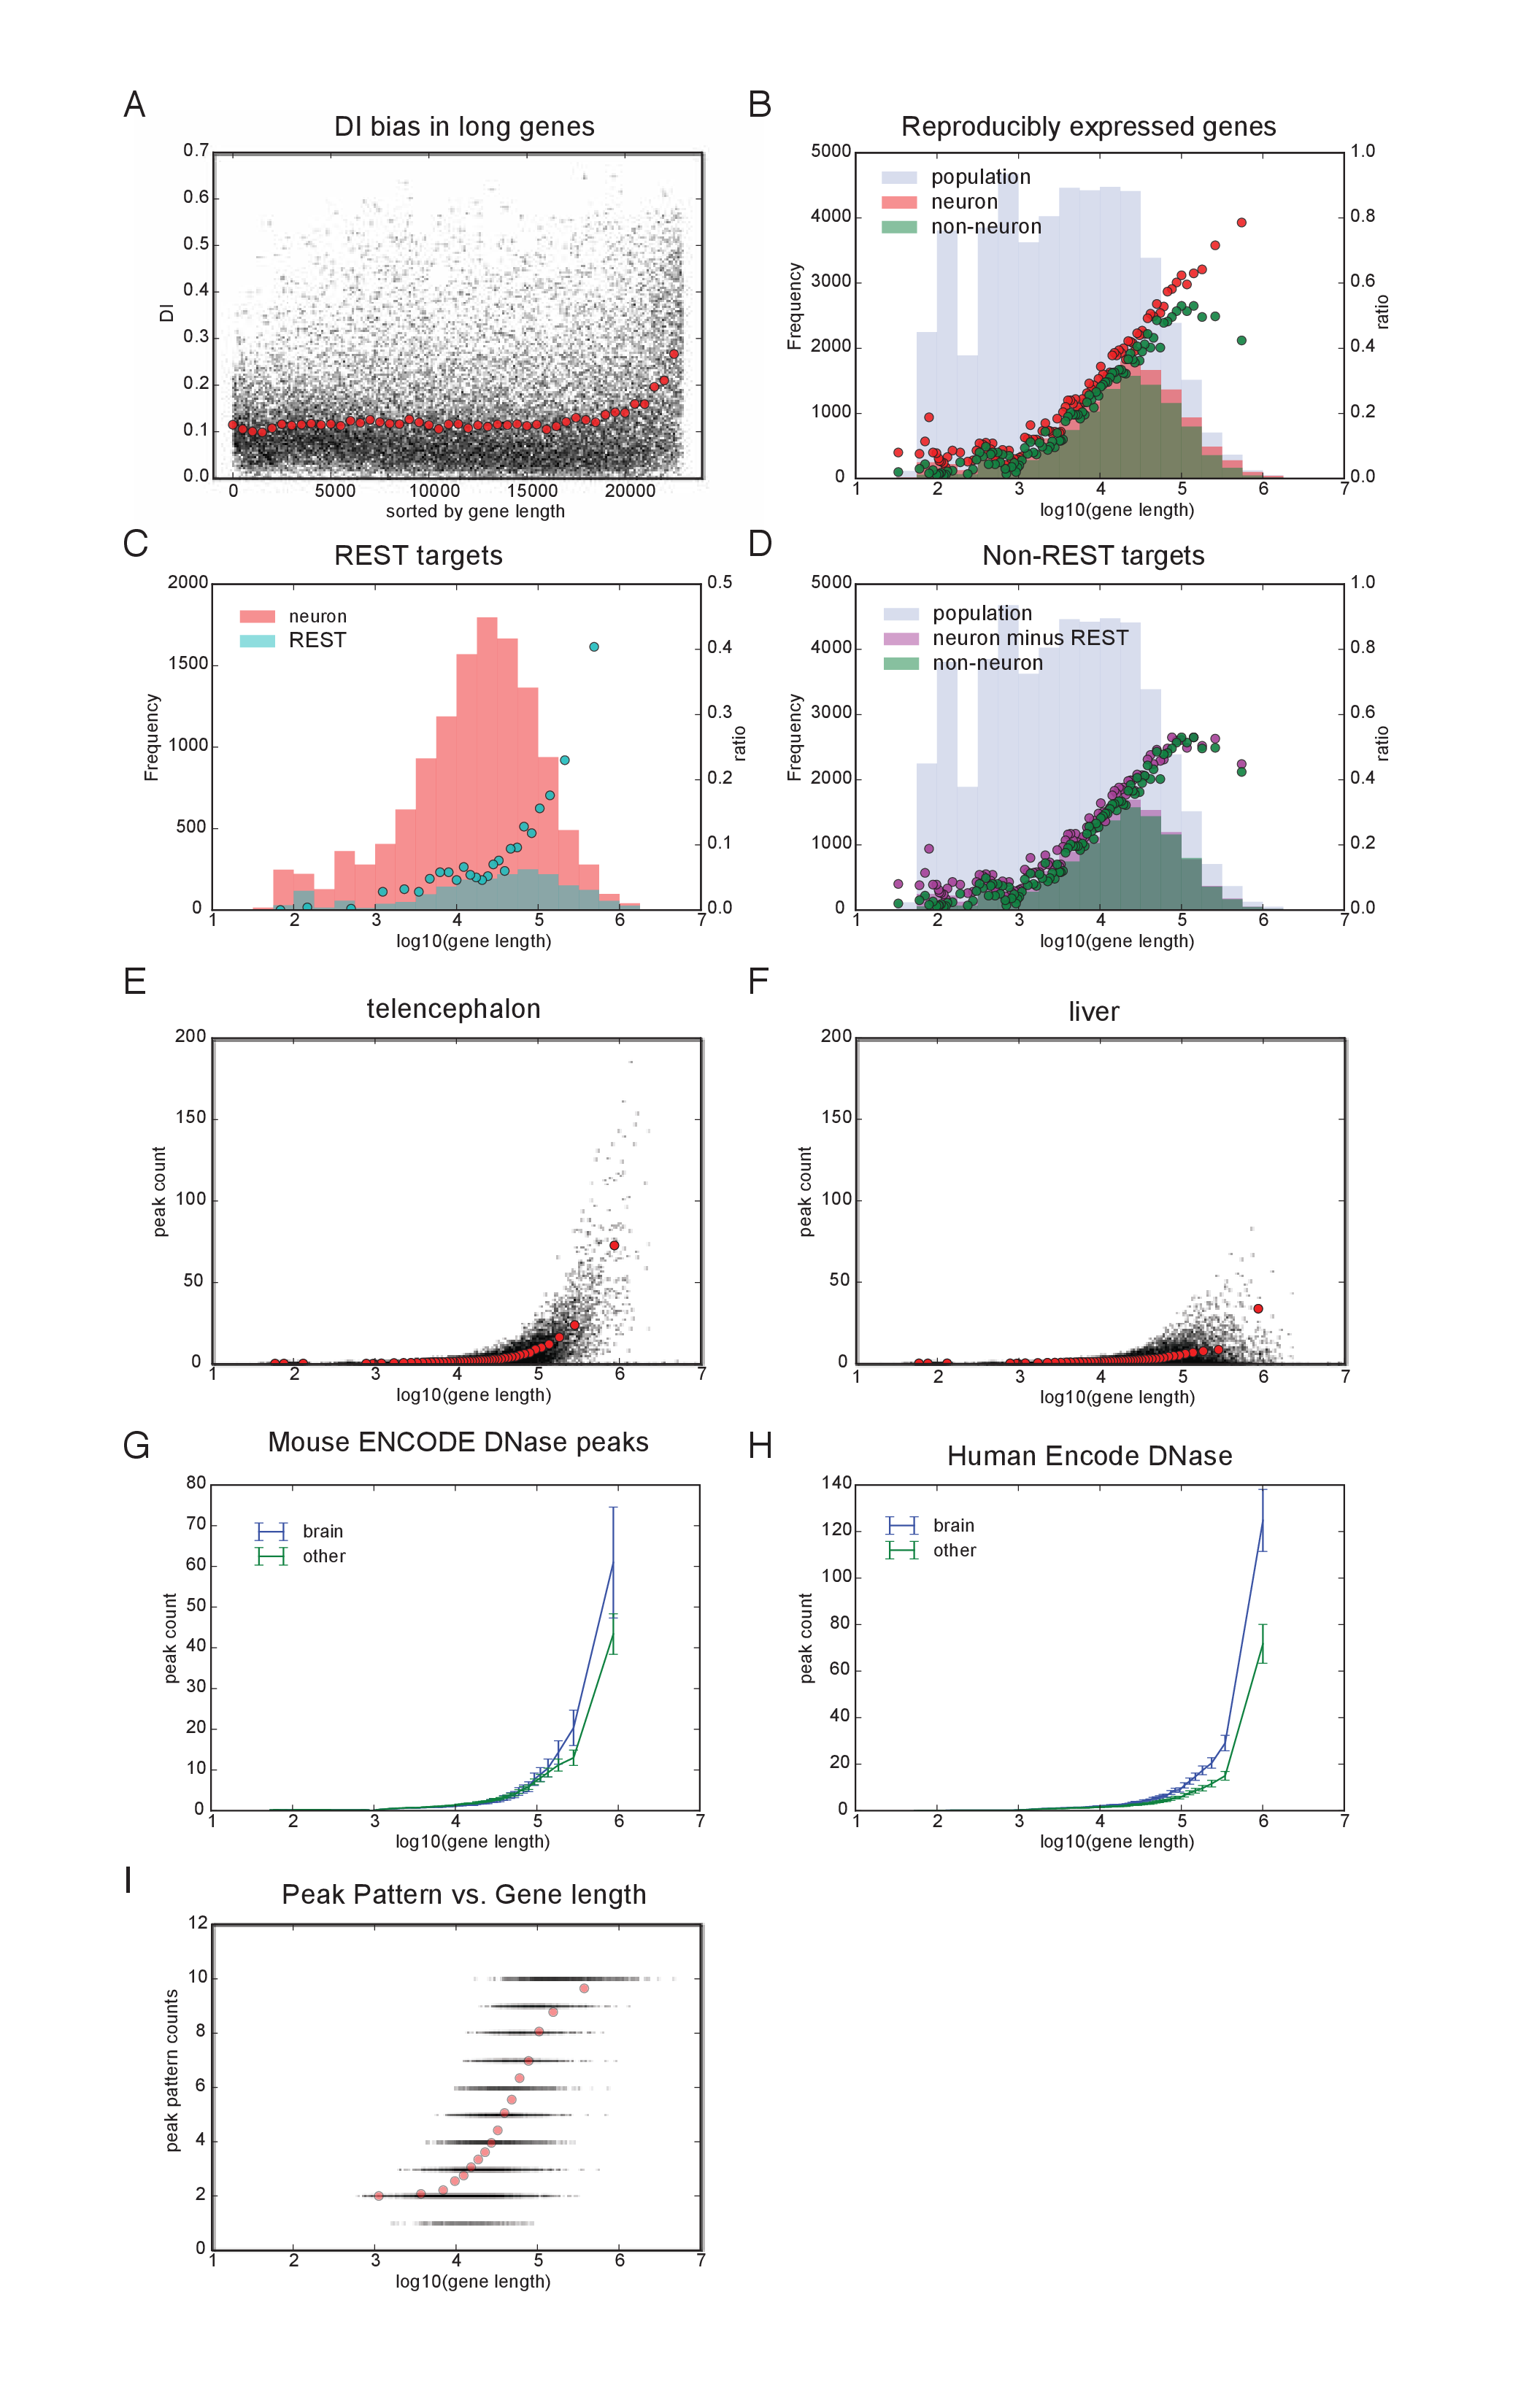 A
DI bias in long genes
0.7
0.6
0.5
0.4
0.3
0.2
0.1
0.0
DI
0 5000 10000 15000 20000
sorted by gene length
B
Reproducibly expressed genes
5000
4000
3000
2000
1000
0
Frequency
population
neuron
non-neuron
1.0
0.8
0.6
0.4
0.2
0.0
ratio
1 2 3 4 5 6 7
log10(gene length)
C
REST targets
2000
1500
1000
500
0
Frequency
neuron
REST
0.5
0.4
0.3
0.2
0.1
0.0
ratio
1 2 3 4 5 6 7
log10(gene length)
D
Non-REST targets
5000
4000
3000
2000
1000
0
Frequency
population
neuron minus REST
non-neuron
1.0
0.8
0.6
0.4
0.2
0.0
ratio
1 2 3 4 5 6 7
log10(gene length)
E
telencephalon
200
150
100
50
0
peak count
1 2 3 4 5 6 7
log10(gene length)
F
liver
200
150
100
50
0
peak count
1 2 3 4 5 6 7
log10(gene length)
G
Mouse ENCODE DNase peaks
80
70
60
50
40
30
20
10
0
peak count
brain
other
1 2 3 4 5 6 7
log10(gene length)
H
Human Encode DNase
140
120
100
80
60
40
20
0
peak count
brain
other
1 2 3 4 5 6 7
log10(gene length)
I
Peak Pattern vs. Gene length
12
10
8
6
4
2
0
peak pattern counts
1 2 3 4 5 6 7
log10(gene length)